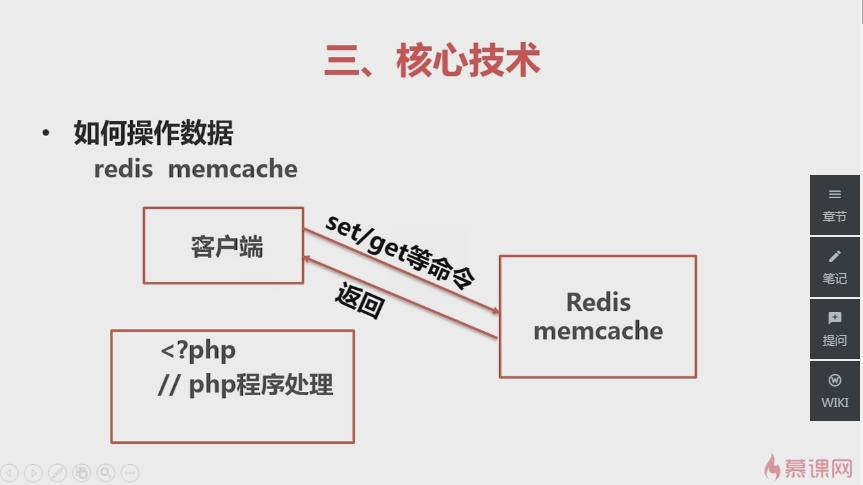 三、核心技术
• 如何操作数据
redis memcache
客户端
set/get等命令
返回
Redis
memcache
<?php
// php程序处理
章节
笔记
提问
WIKI
慕课网